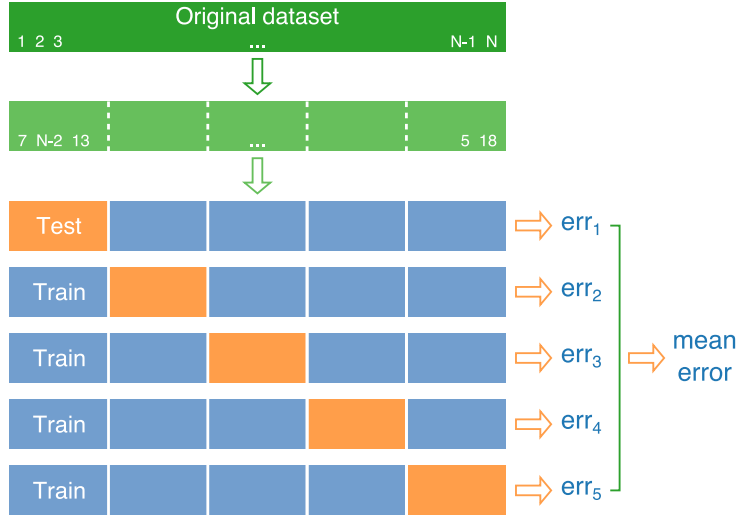 Original dataset
1 2 3 ... N-1 N
7 N-2 13 ... 5 18
Test err₁
Train err₂
Train err₃
mean
error
Train err₄
Train err₅